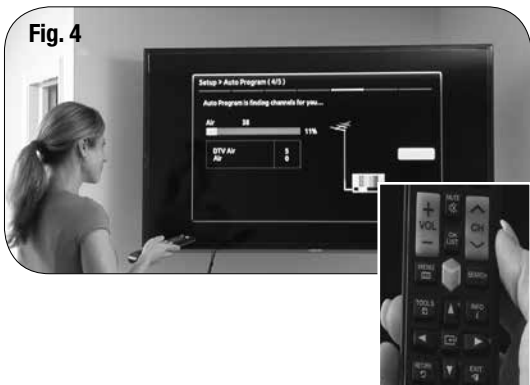 Fig. 4
Setup > Auto Program ( 4/5 )
Auto Program is finding channels for you...
Air 38
11%
DTV Air 5
Air 0
+ MUTE
VOL CH
− CH LIST
MENU SEARCH
TOOLS INFO
i
RETURN EXIT